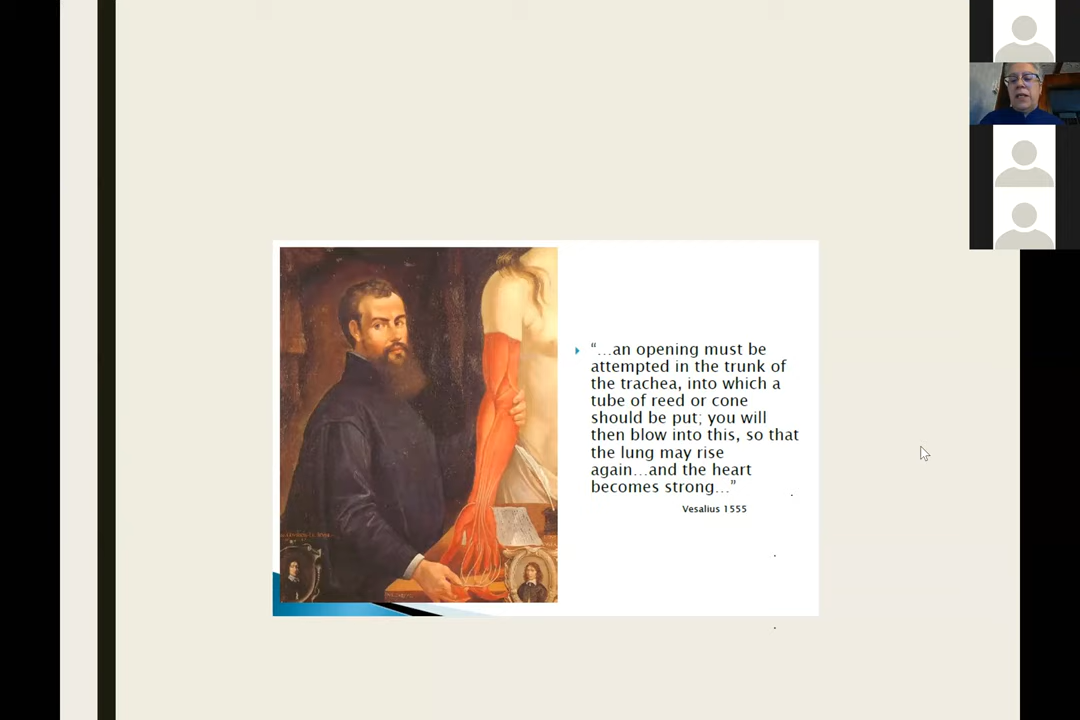 “…an opening must be
attempted in the trunk of
the trachea, into which a
tube of reed or cone
should be put; you will
then blow into this, so that
the lung may rise
again…and the heart
becomes strong…”
Vesalius 1555